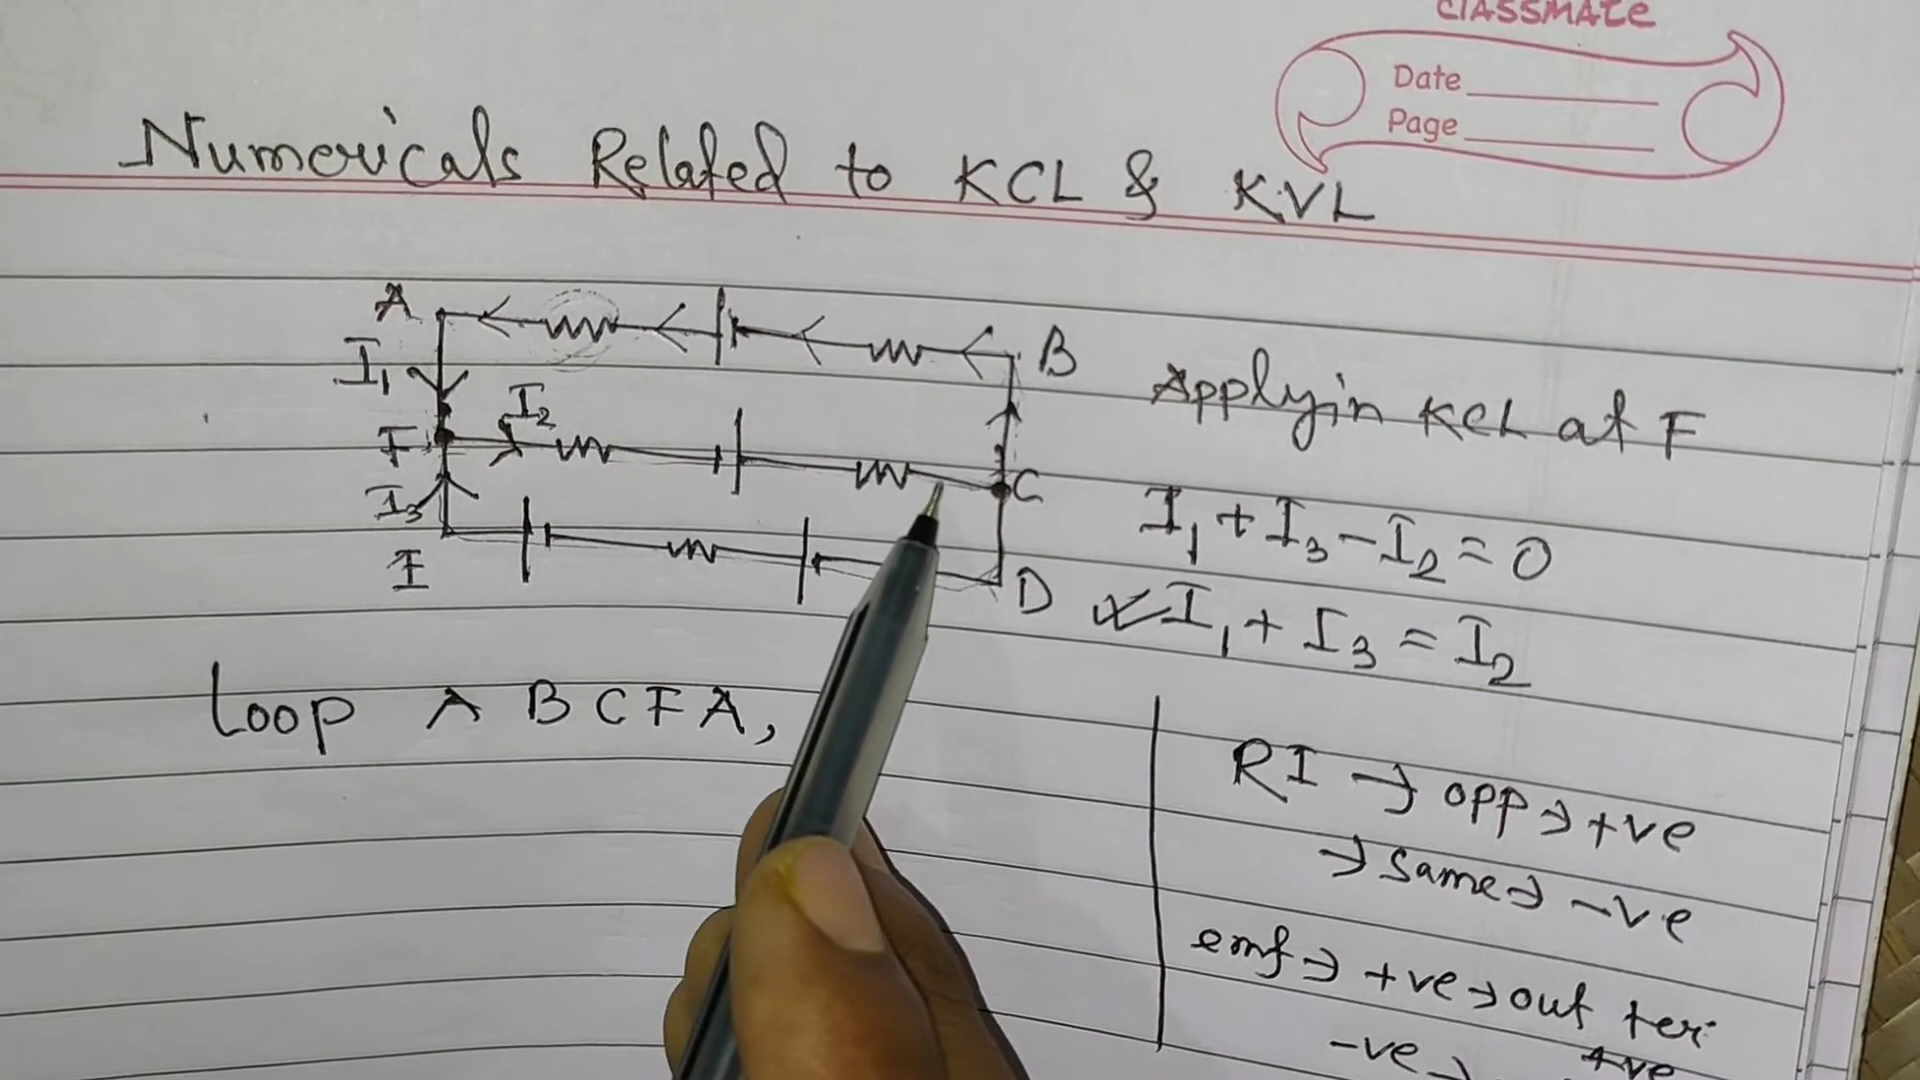 classmate
Date
Page
Numericals Related to KCL & KVL
A
B
I1
I2
F
I3
C
I
D
Applyin KCL at F
I1 + I3 - I2 = 0
I1 + I3 = I2
Loop A B C F A,
RI → opp → +ve
→ same → -ve
emf → +ve → out ter
-ve →
+ve